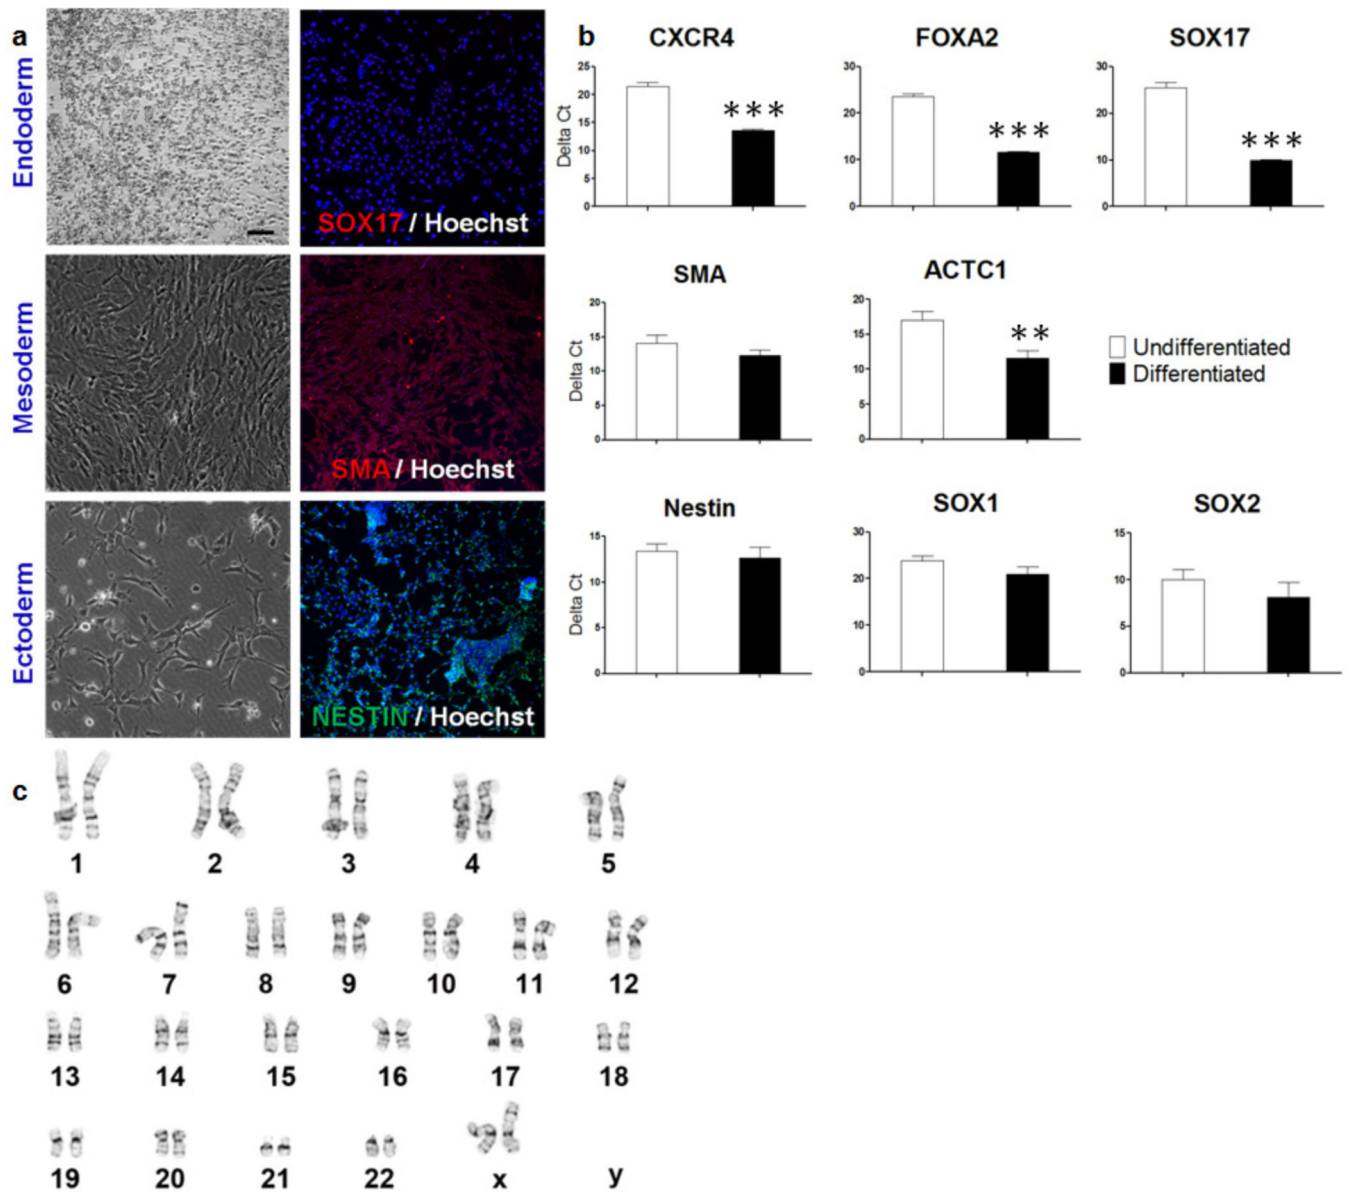 a
Endoderm
SOX17 / Hoechst
Mesoderm
SMA / Hoechst
Ectoderm
NESTIN / Hoechst
b
CXCR4
FOXA2
SOX17
Delta Ct
25
20
15
10
5
0
***
30
20
10
0
***
30
20
10
0
***
SMA
ACTC1
Delta Ct
20
15
10
5
0
20
15
10
5
0
**
Undifferentiated
Differentiated
Nestin
SOX1
SOX2
Delta Ct
15
10
5
0
30
20
10
0
15
10
5
0
c
1 2 3 4 5
6 7 8 9 10 11 12
13 14 15 16 17 18
19 20 21 22 x y